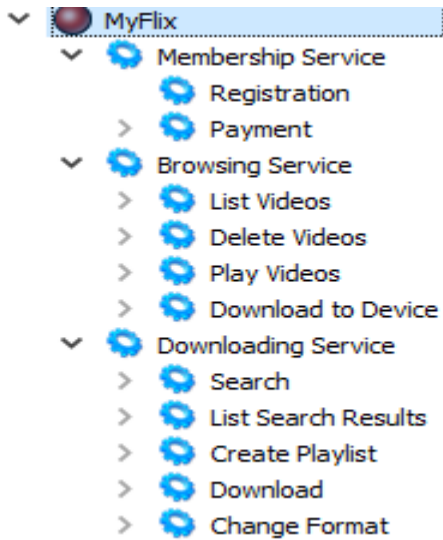 MyFlix
Membership Service
Registration
Payment
Browsing Service
List Videos
Delete Videos
Play Videos
Download to Device
Downloading Service
Search
List Search Results
Create Playlist
Download
Change Format